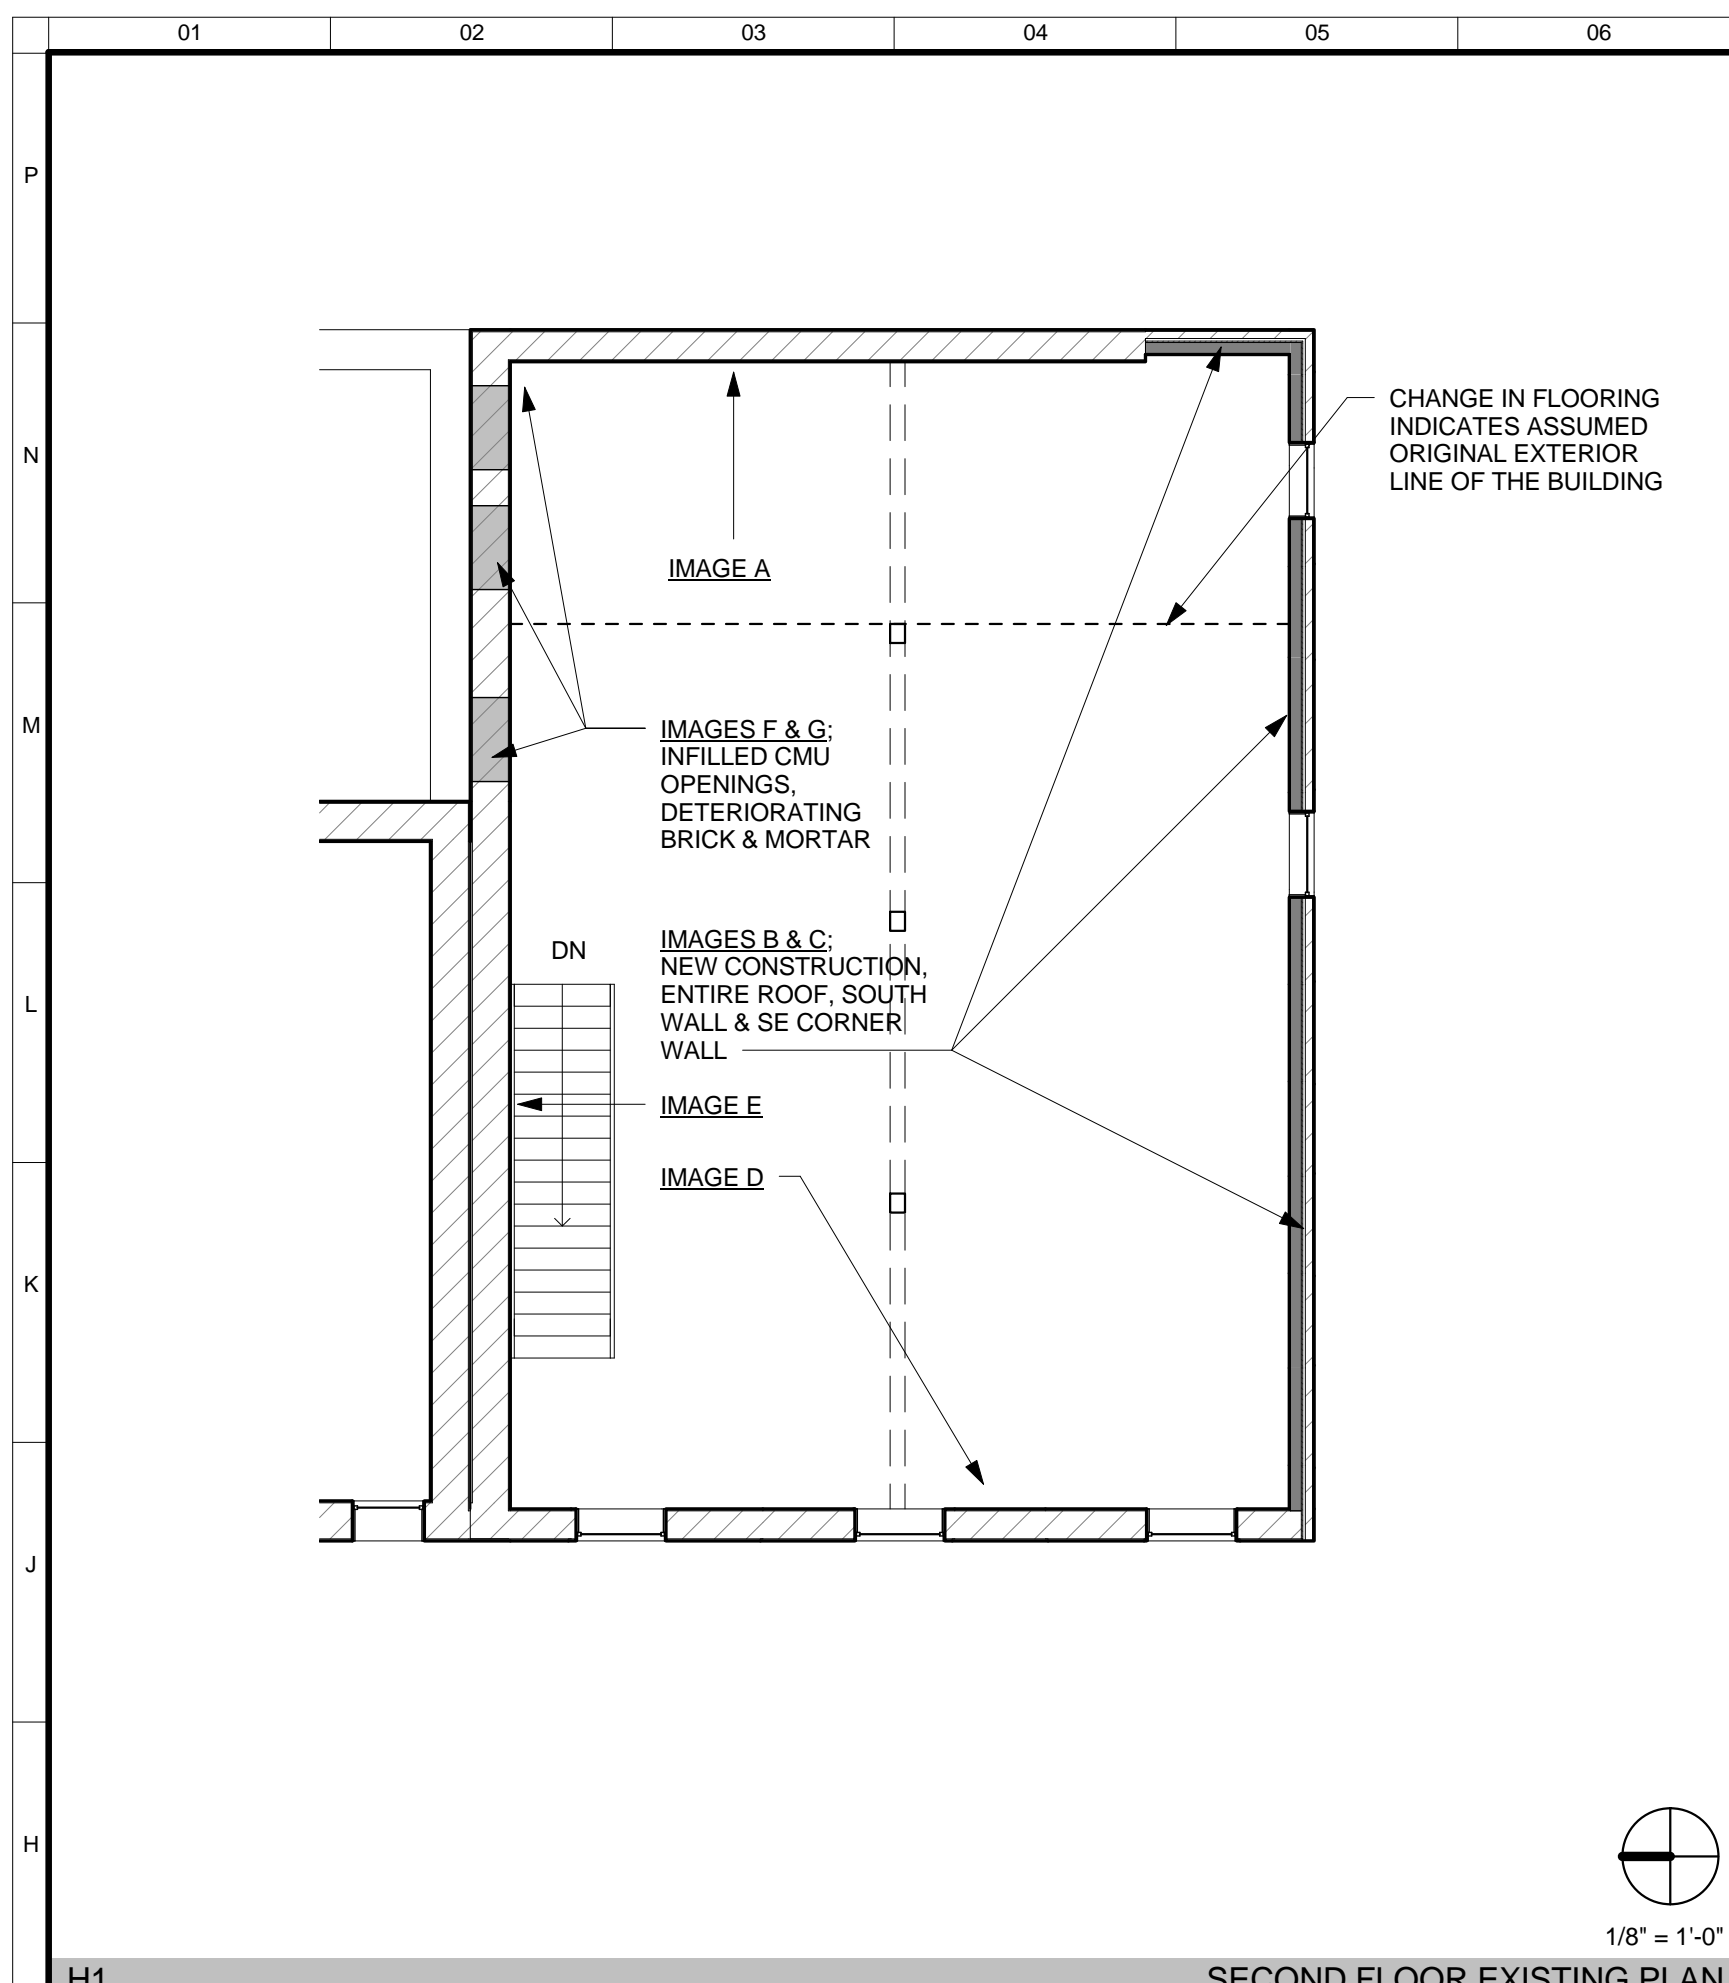 01 02 03 04 05 06
P
N
M
L
K
J
H
CHANGE IN FLOORING
INDICATES ASSUMED
ORIGINAL EXTERIOR
LINE OF THE BUILDING
IMAGE A
IMAGES F & G;
INFILLED CMU
OPENINGS,
DETERIORATING
BRICK & MORTAR
DN
IMAGES B & C;
NEW CONSTRUCTION,
ENTIRE ROOF, SOUTH
WALL & SE CORNER
WALL
IMAGE E
IMAGE D
1/8" = 1'-0"
H1 SECOND FLOOR EXISTING PLAN